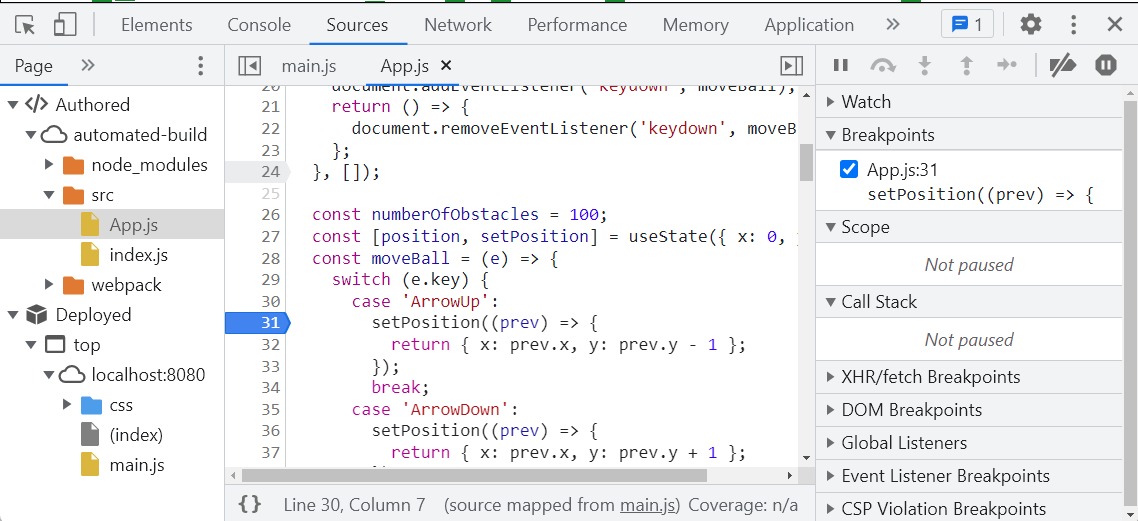 Elements Console Sources Network Performance Memory Application 1
Page
Authored
automated-build
node_modules
src
App.js
index.js
webpack
Deployed
top
localhost:8080
css
(index)
main.js
main.js App.js
20 document.addEventListener('keydown', moveBall);
21 return () => {
22 document.removeEventListener('keydown', moveB
23 };
24 }, []);
25
26 const numberOfObstacles = 100;
27 const [position, setPosition] = useState({ x: 0,
28 const moveBall = (e) => {
29 switch (e.key) {
30 case 'ArrowUp':
31 setPosition((prev) => {
32 return { x: prev.x, y: prev.y - 1 };
33 });
34 break;
35 case 'ArrowDown':
36 setPosition((prev) => {
37 return { x: prev.x, y: prev.y + 1 };
{} Line 30, Column 7 (source mapped from main.js) Coverage: n/a
Watch
Breakpoints
App.js:31
setPosition((prev) => {
Scope
Not paused
Call Stack
Not paused
XHR/fetch Breakpoints
DOM Breakpoints
Global Listeners
Event Listener Breakpoints
CSP Violation Breakpoints